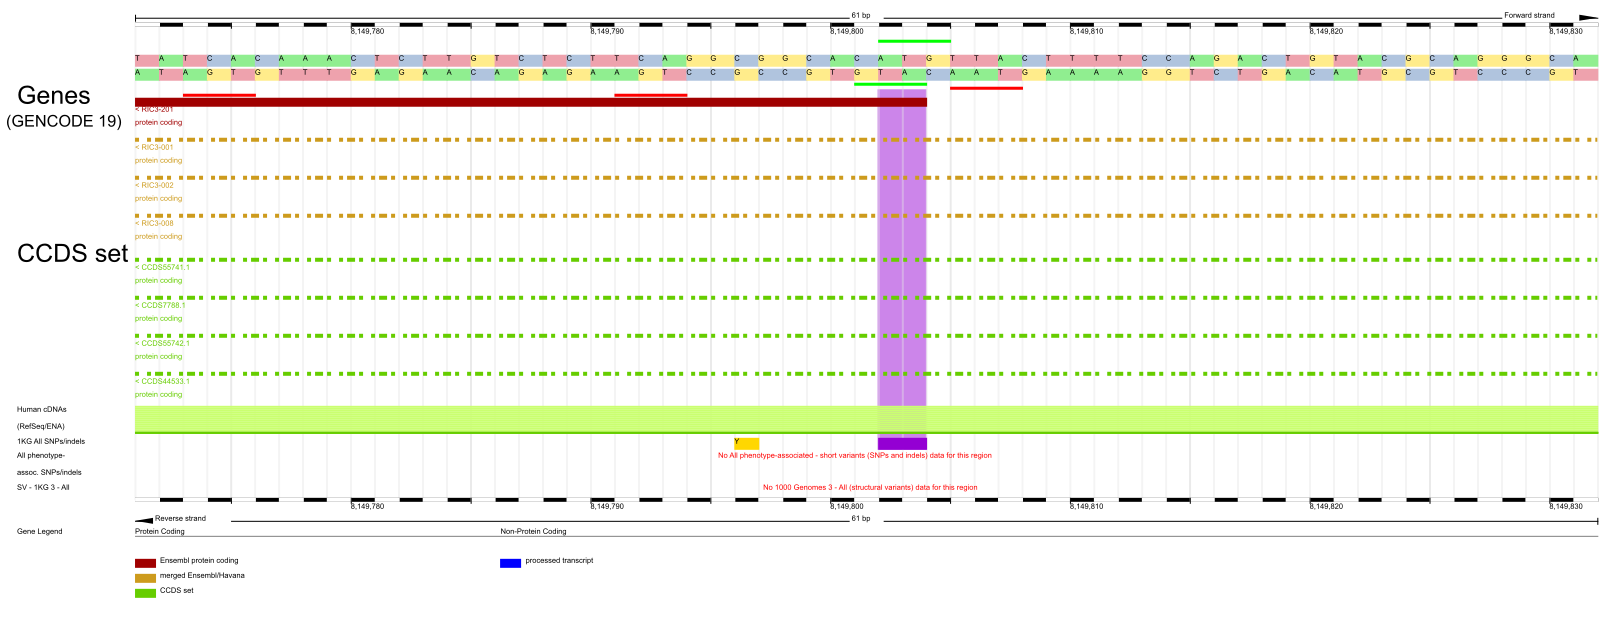 61 bp Forward strand
8,149,780 8,149,790 8,149,800 8,149,810 8,149,820 8,149,830
T A T C A C A A A C T C T T G T C T C T T C A G G C G G C A C A T G T T A C T T T T C C A G A C T G T A C G C A G G G C A
A T A G T G T T T G A G A A C A G A G A A G T C C G C C G T G T A C A A T G A A A A G G T C T G A C A T G C G T C C C G T
Genes
(GENCODE 19)
< RIC3-201
protein coding
< RIC3-001
protein coding
< RIC3-002
protein coding
< RIC3-008
protein coding
CCDS set
< CCDS55741.1
protein coding
< CCDS7788.1
protein coding
< CCDS55742.1
protein coding
< CCDS44533.1
protein coding
Human cDNAs
(RefSeq/ENA)
1KG All SNPs/indels Y
All phenotype-
assoc. SNPs/indels
No All phenotype-associated - short variants (SNPs and indels) data for this region
SV - 1KG 3 - All No 1000 Genomes 3 - All (structural variants) data for this region
8,149,780 8,149,790 8,149,800 8,149,810 8,149,820 8,149,830
Reverse strand 61 bp
Gene Legend Protein Coding Non-Protein Coding
Ensembl protein coding processed transcript
merged Ensembl/Havana
CCDS set